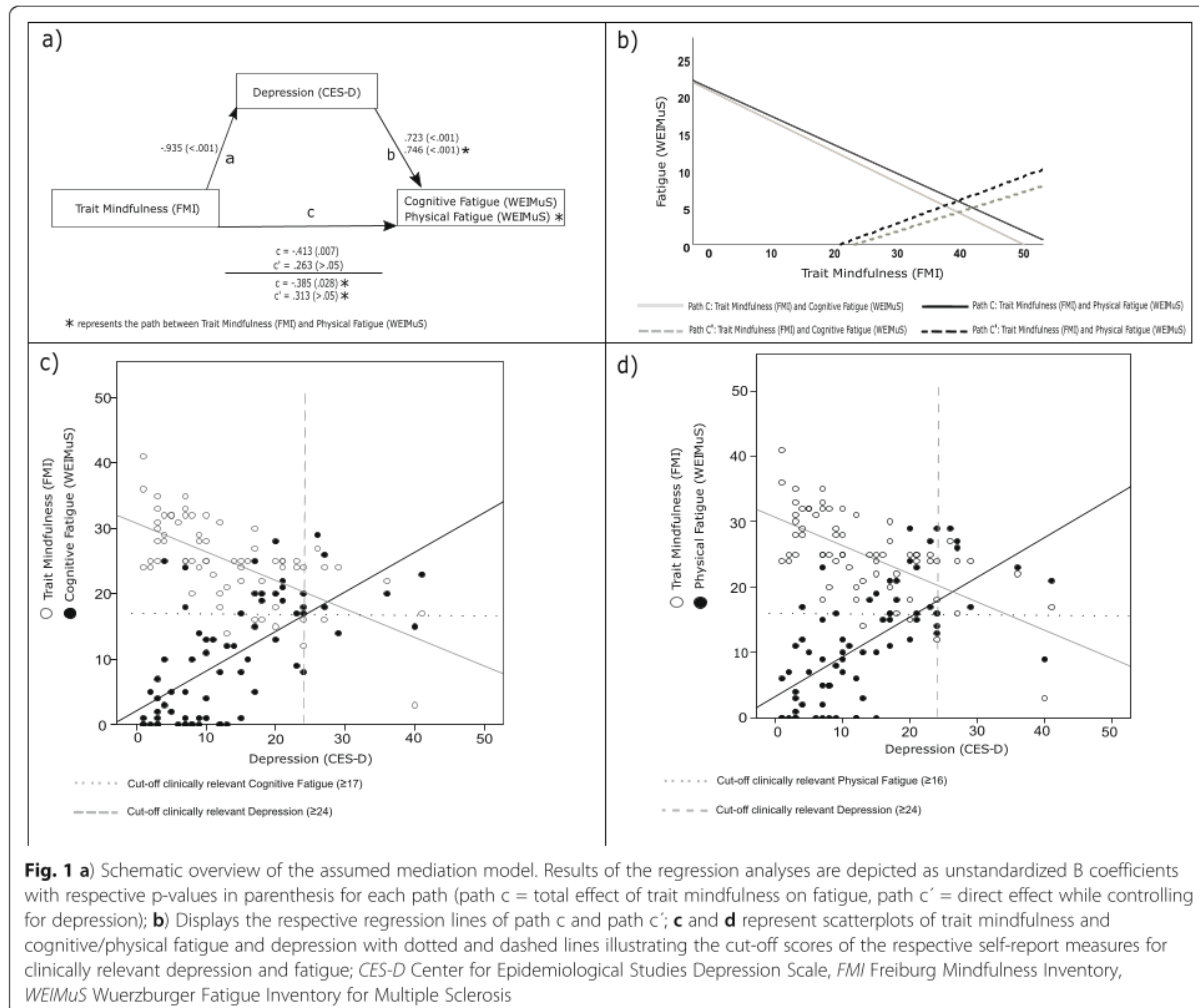 a)
Depression (CES-D)
-.935 (<.001)
a
.723 (<.001)
.746 (<.001) *
b
Trait Mindfulness (FMI)
c
Cognitive Fatigue (WEIMuS)
Physical Fatigue (WEIMuS) *
c = -.413 (.007)
c' = .263 (>.05)
c = -.385 (.028) *
c' = .313 (>.05) *
* represents the path between Trait Mindfulness (FMI) and Physical Fatigue (WEIMuS)
b)
Fatigue (WEIMuS)
25
20
15
10
5
0
0 10 20 30 40 50
Trait Mindfulness (FMI)
Path C: Trait Mindfulness (FMI) and Cognitive Fatigue (WEIMuS)
Path C: Trait Mindfulness (FMI) and Physical Fatigue (WEIMuS)
Path C': Trait Mindfulness (FMI) and Cognitive Fatigue (WEIMuS)
Path C': Trait Mindfulness (FMI) and Physical Fatigue (WEIMuS)
c)
Trait Mindfulness (FMI)
Cognitive Fatigue (WEIMuS)
50
40
30
20
10
0
0 10 20 30 40 50
Depression (CES-D)
Cut-off clinically relevant Cognitive Fatigue (≥17)
Cut-off clinically relevant Depression (≥24)
d)
Trait Mindfulness (FMI)
Physical Fatigue (WEIMuS)
50
40
30
20
10
0
0 10 20 30 40 50
Depression (CES-D)
Cut-off clinically relevant Physical Fatigue (≥16)
Cut-off clinically relevant Depression (≥24)
Fig. 1 a) Schematic overview of the assumed mediation model. Results of the regression analyses are depicted as unstandardized B coefficients
with respective p-values in parenthesis for each path (path c = total effect of trait mindfulness on fatigue, path c´ = direct effect while controlling
for depression); b) Displays the respective regression lines of path c and path c´; c and d represent scatterplots of trait mindfulness and
cognitive/physical fatigue and depression with dotted and dashed lines illustrating the cut-off scores of the respective self-report measures for
clinically relevant depression and fatigue; CES-D Center for Epidemiological Studies Depression Scale, FMI Freiburg Mindfulness Inventory,
WEIMuS Wuerzburger Fatigue Inventory for Multiple Sclerosis